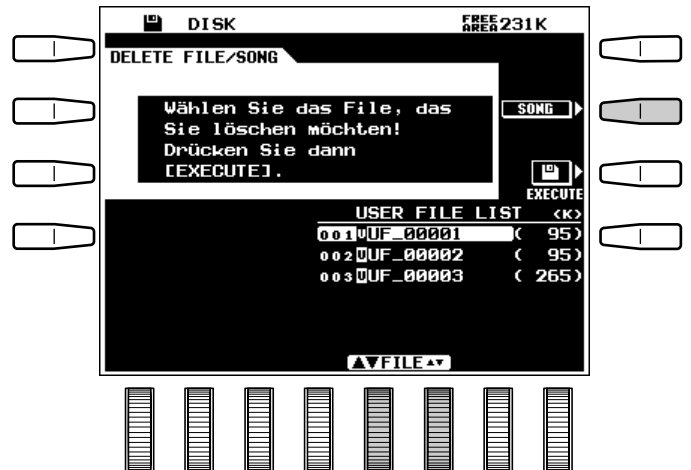 DISK
FREE AREA 231K
DELETE FILE/SONG
Wählen Sie das File, das
Sie löschen möchten!
Drücken Sie dann
[EXECUTE].
SONG
EXECUTE
USER FILE LIST <K>
001 U UF_00001 ( 95)
002 U UF_00002 ( 95)
003 U UF_00003 ( 265)
▲▼FILE▲▼